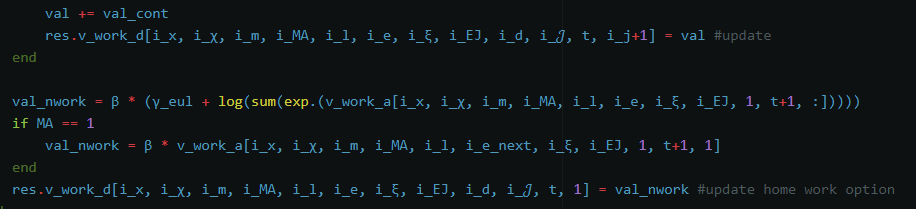 val += val_cont
res.v_work_d[i_x, i_χ, i_m, i_MA, i_l, i_e, i_ξ, i_EJ, i_d, i_𝒥, t, i_j+1] = val #update
end
val_nwork = β * (γ_eul + log(sum(exp.(v_work_a[i_x, i_χ, i_m, i_MA, i_l, i_e, i_ξ, i_EJ, 1, t+1, :]))))
if MA == 1
val_nwork = β * v_work_a[i_x, i_χ, i_m, i_MA, i_l, i_e_next, i_ξ, i_EJ, 1, t+1, 1]
end
res.v_work_d[i_x, i_χ, i_m, i_MA, i_l, i_e, i_ξ, i_EJ, i_d, i_𝒥, t, 1] = val_nwork #update home work option